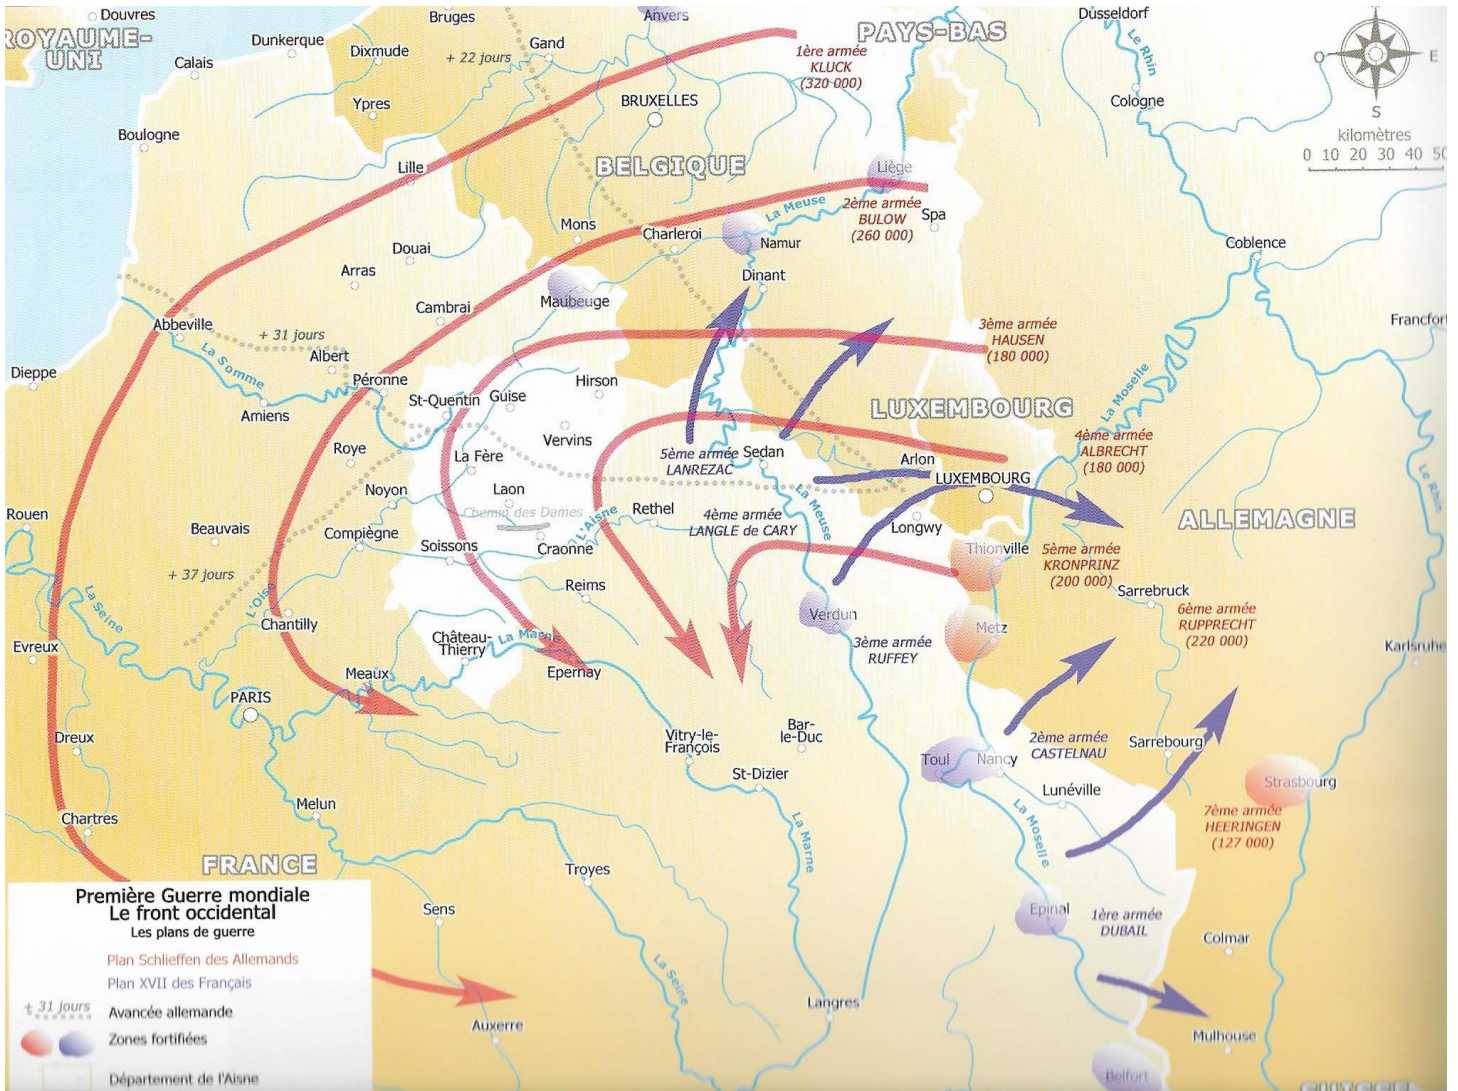 Douvres
ROYAUME-
UNI
Calais
Dunkerque
Bruges
Dixmude
Ypres
+ 22 jours
Gand
Anvers
PAYS-BAS
1ère armée
KLUCK
(320 000)
Düsseldorf
Le Rhin
Cologne
O
E
S
kilomètres
0 10 20 30 40 50
Boulogne
Lille
BRUXELLES
BELGIQUE
Liège
2ème armée
BULOW
(260 000)
Spa
La Meuse
Mons
Charleroi
Namur
Dinant
Coblence
Douai
Arras
Cambrai
Maubeuge
Abbeville
+ 31 jours
Albert
La Somme
Péronne
Dieppe
Amiens
St-Quentin
Guise
Hirson
3ème armée
HAUSEN
(180 000)
Francfort
La Moselle
LUXEMBOURG
Roye
La Fère
Vervins
5ème armée
LANREZAC
Sedan
Arlon
LUXEMBOURG
4ème armée
ALBRECHT
(180 000)
Le Rhin
Noyon
Laon
Chemin des Dames
Rouen
Beauvais
Compiègne
Soissons
Craonne
L'Aisne
Rethel
4ème armée
LANGLE de CARY
La Meuse
Longwy
ALLEMAGNE
Thionville
5ème armée
KRONPRINZ
(200 000)
+ 37 jours
La Seine
L'Oise
Reims
Verdun
Metz
Sarrebruck
6ème armée
RUPPRECHT
(220 000)
Chantilly
Evreux
Château-
Thierry
La Marne
Epernay
3ème armée
RUFFEY
Karlsruhe
Meaux
PARIS
Dreux
Vitry-le-
François
Bar-
le-Duc
St-Dizier
2ème armée
CASTELNAU
Toul
Nancy
Lunéville
Sarrebourg
Strasbourg
7ème armée
HEERINGEN
(127 000)
Melun
Chartres
La Marne
La Moselle
FRANCE
Troyes
Sens
Epinal
1ère armée
DUBAIL
Colmar
La Seine
Langres
Auxerre
Mulhouse
Belfort
Première Guerre mondiale
Le front occidental
Les plans de guerre
Plan Schlieffen des Allemands
Plan XVII des Français
+ 31 jours
Avancée allemande
Zones fortifiées
Département de l'Aisne